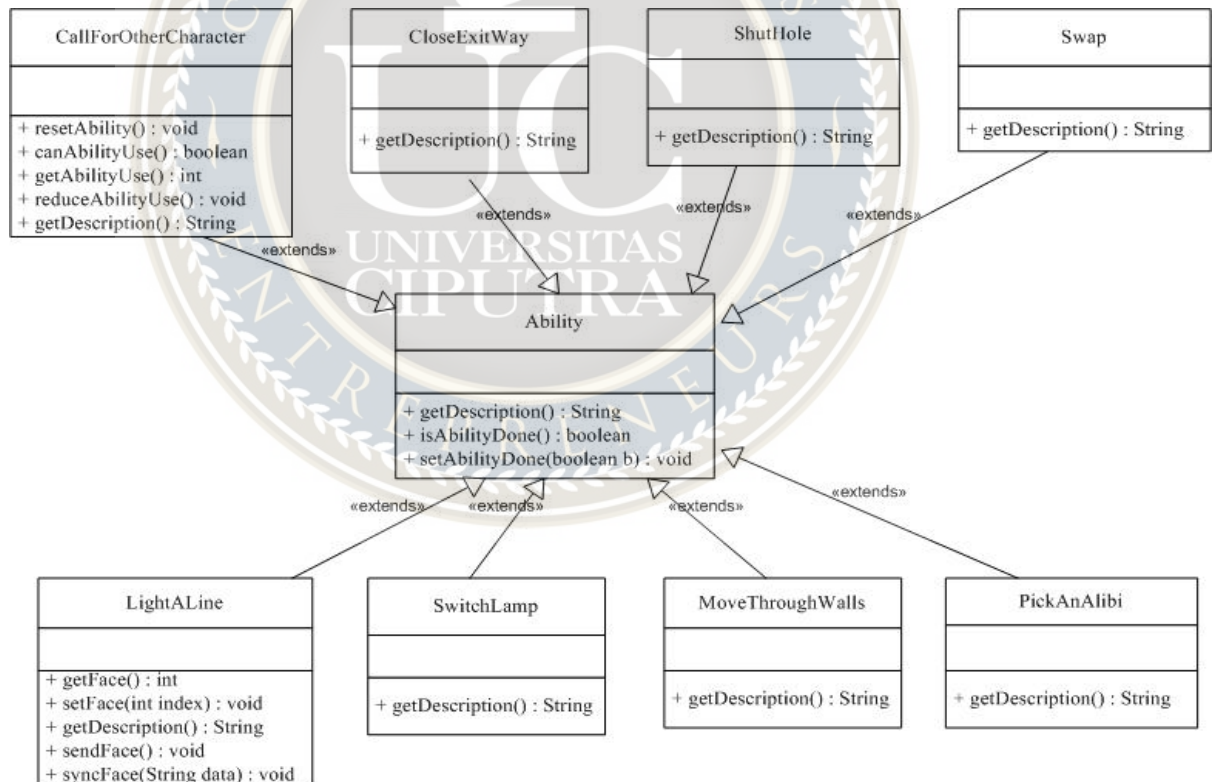 CallForOtherCharacter
+ resetAbility() : void
+ canAbilityUse() : boolean
+ getAbilityUse() : int
+ reduceAbilityUse() : void
+ getDescription() : String
CloseExitWay
+ getDescription() : String
ShutHole
+ getDescription() : String
Swap
+ getDescription() : String
«extends»
«extends»
«extends»
«extends»
UC
UNIVERSITAS
CIPUTRA
ENTREPRENEURS
Ability
+ getDescription() : String
+ isAbilityDone() : boolean
+ setAbilityDone(boolean b) : void
«extends»
«extends»
«extends»
«extends»
LightALine
+ getFace() : int
+ setFace(int index) : void
+ getDescription() : String
+ sendFace() : void
+ syncFace(String data) : void
SwitchLamp
+ getDescription() : String
MoveThroughWalls
+ getDescription() : String
PickAnAlibi
+ getDescription() : String